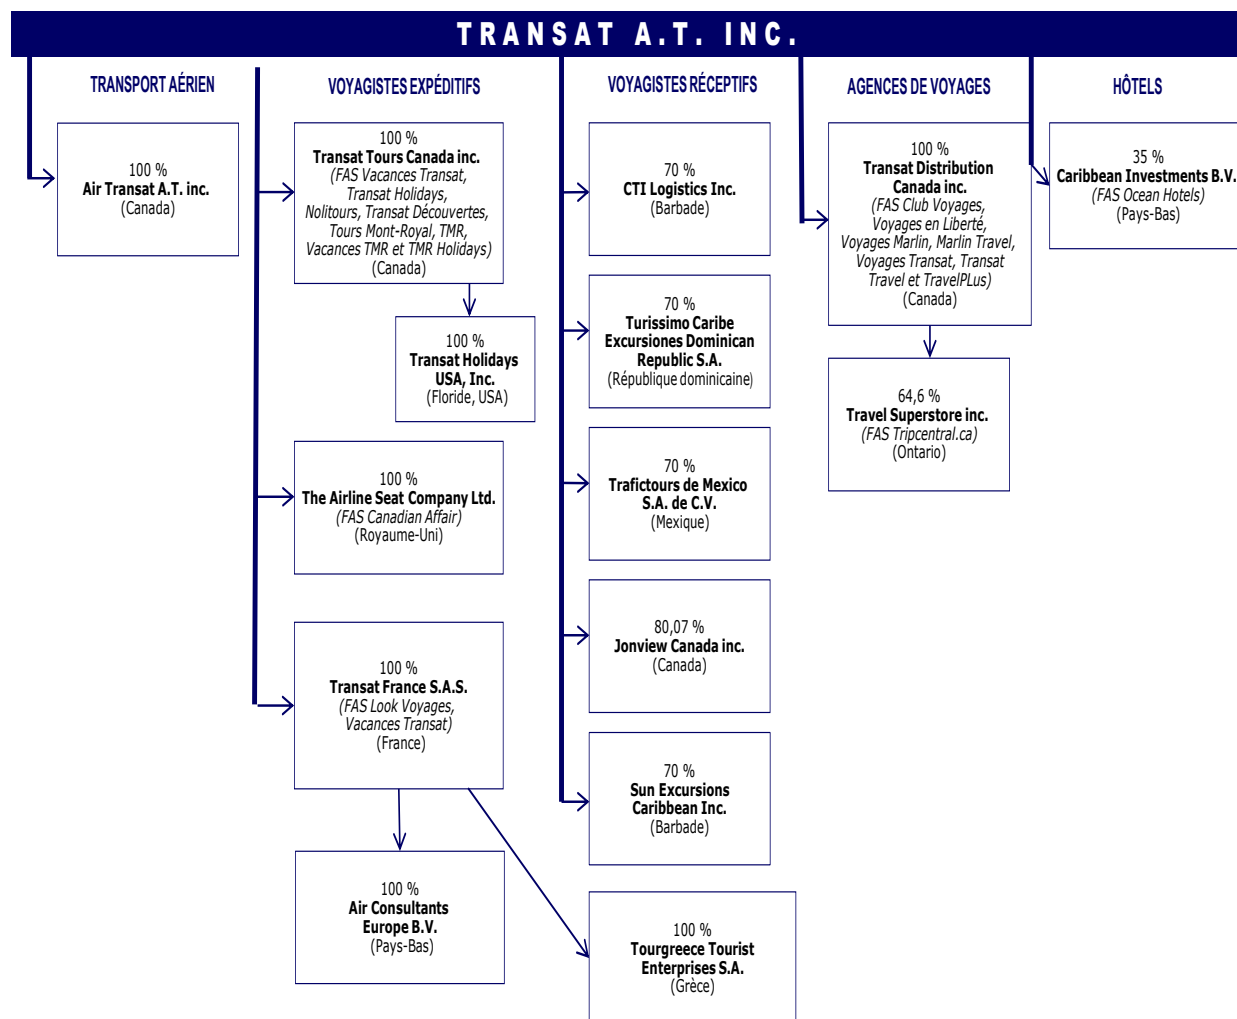 TRANSAT A.T. INC.
TRANSPORT AÉRIEN
100 %
Air Transat A.T. inc.
(Canada)
VOYAGISTES EXPÉDITIFS
100 %
Transat Tours Canada inc.
(FAS Vacances Transat,
Transat Holidays,
Nolitours, Transat Découvertes,
Tours Mont-Royal, TMR,
Vacances TMR et TMR Holidays)
(Canada)
100 %
Transat Holidays
USA, Inc.
(Floride, USA)
100 %
The Airline Seat Company Ltd.
(FAS Canadian Affair)
(Royaume-Uni)
100 %
Transat France S.A.S.
(FAS Look Voyages,
Vacances Transat)
(France)
100 %
Air Consultants
Europe B.V.
(Pays-Bas)
VOYAGISTES RÉCEPTIFS
70 %
CTI Logistics Inc.
(Barbade)
70 %
Turissimo Caribe
Excursiones Dominican
Republic S.A.
(République dominicaine)
70 %
Trafictours de Mexico
S.A. de C.V.
(Mexique)
80,07 %
Jonview Canada inc.
(Canada)
70 %
Sun Excursions
Caribbean Inc.
(Barbade)
100 %
Tourgreece Tourist
Enterprises S.A.
(Grèce)
AGENCES DE VOYAGES
100 %
Transat Distribution
Canada inc.
(FAS Club Voyages,
Voyages en Liberté,
Voyages Marlin, Marlin Travel,
Voyages Transat, Transat
Travel et TravelPLus)
(Canada)
64,6 %
Travel Superstore inc.
(FAS Tripcentral.ca)
(Ontario)
HÔTELS
35 %
Caribbean Investments B.V.
(FAS Ocean Hotels)
(Pays-Bas)